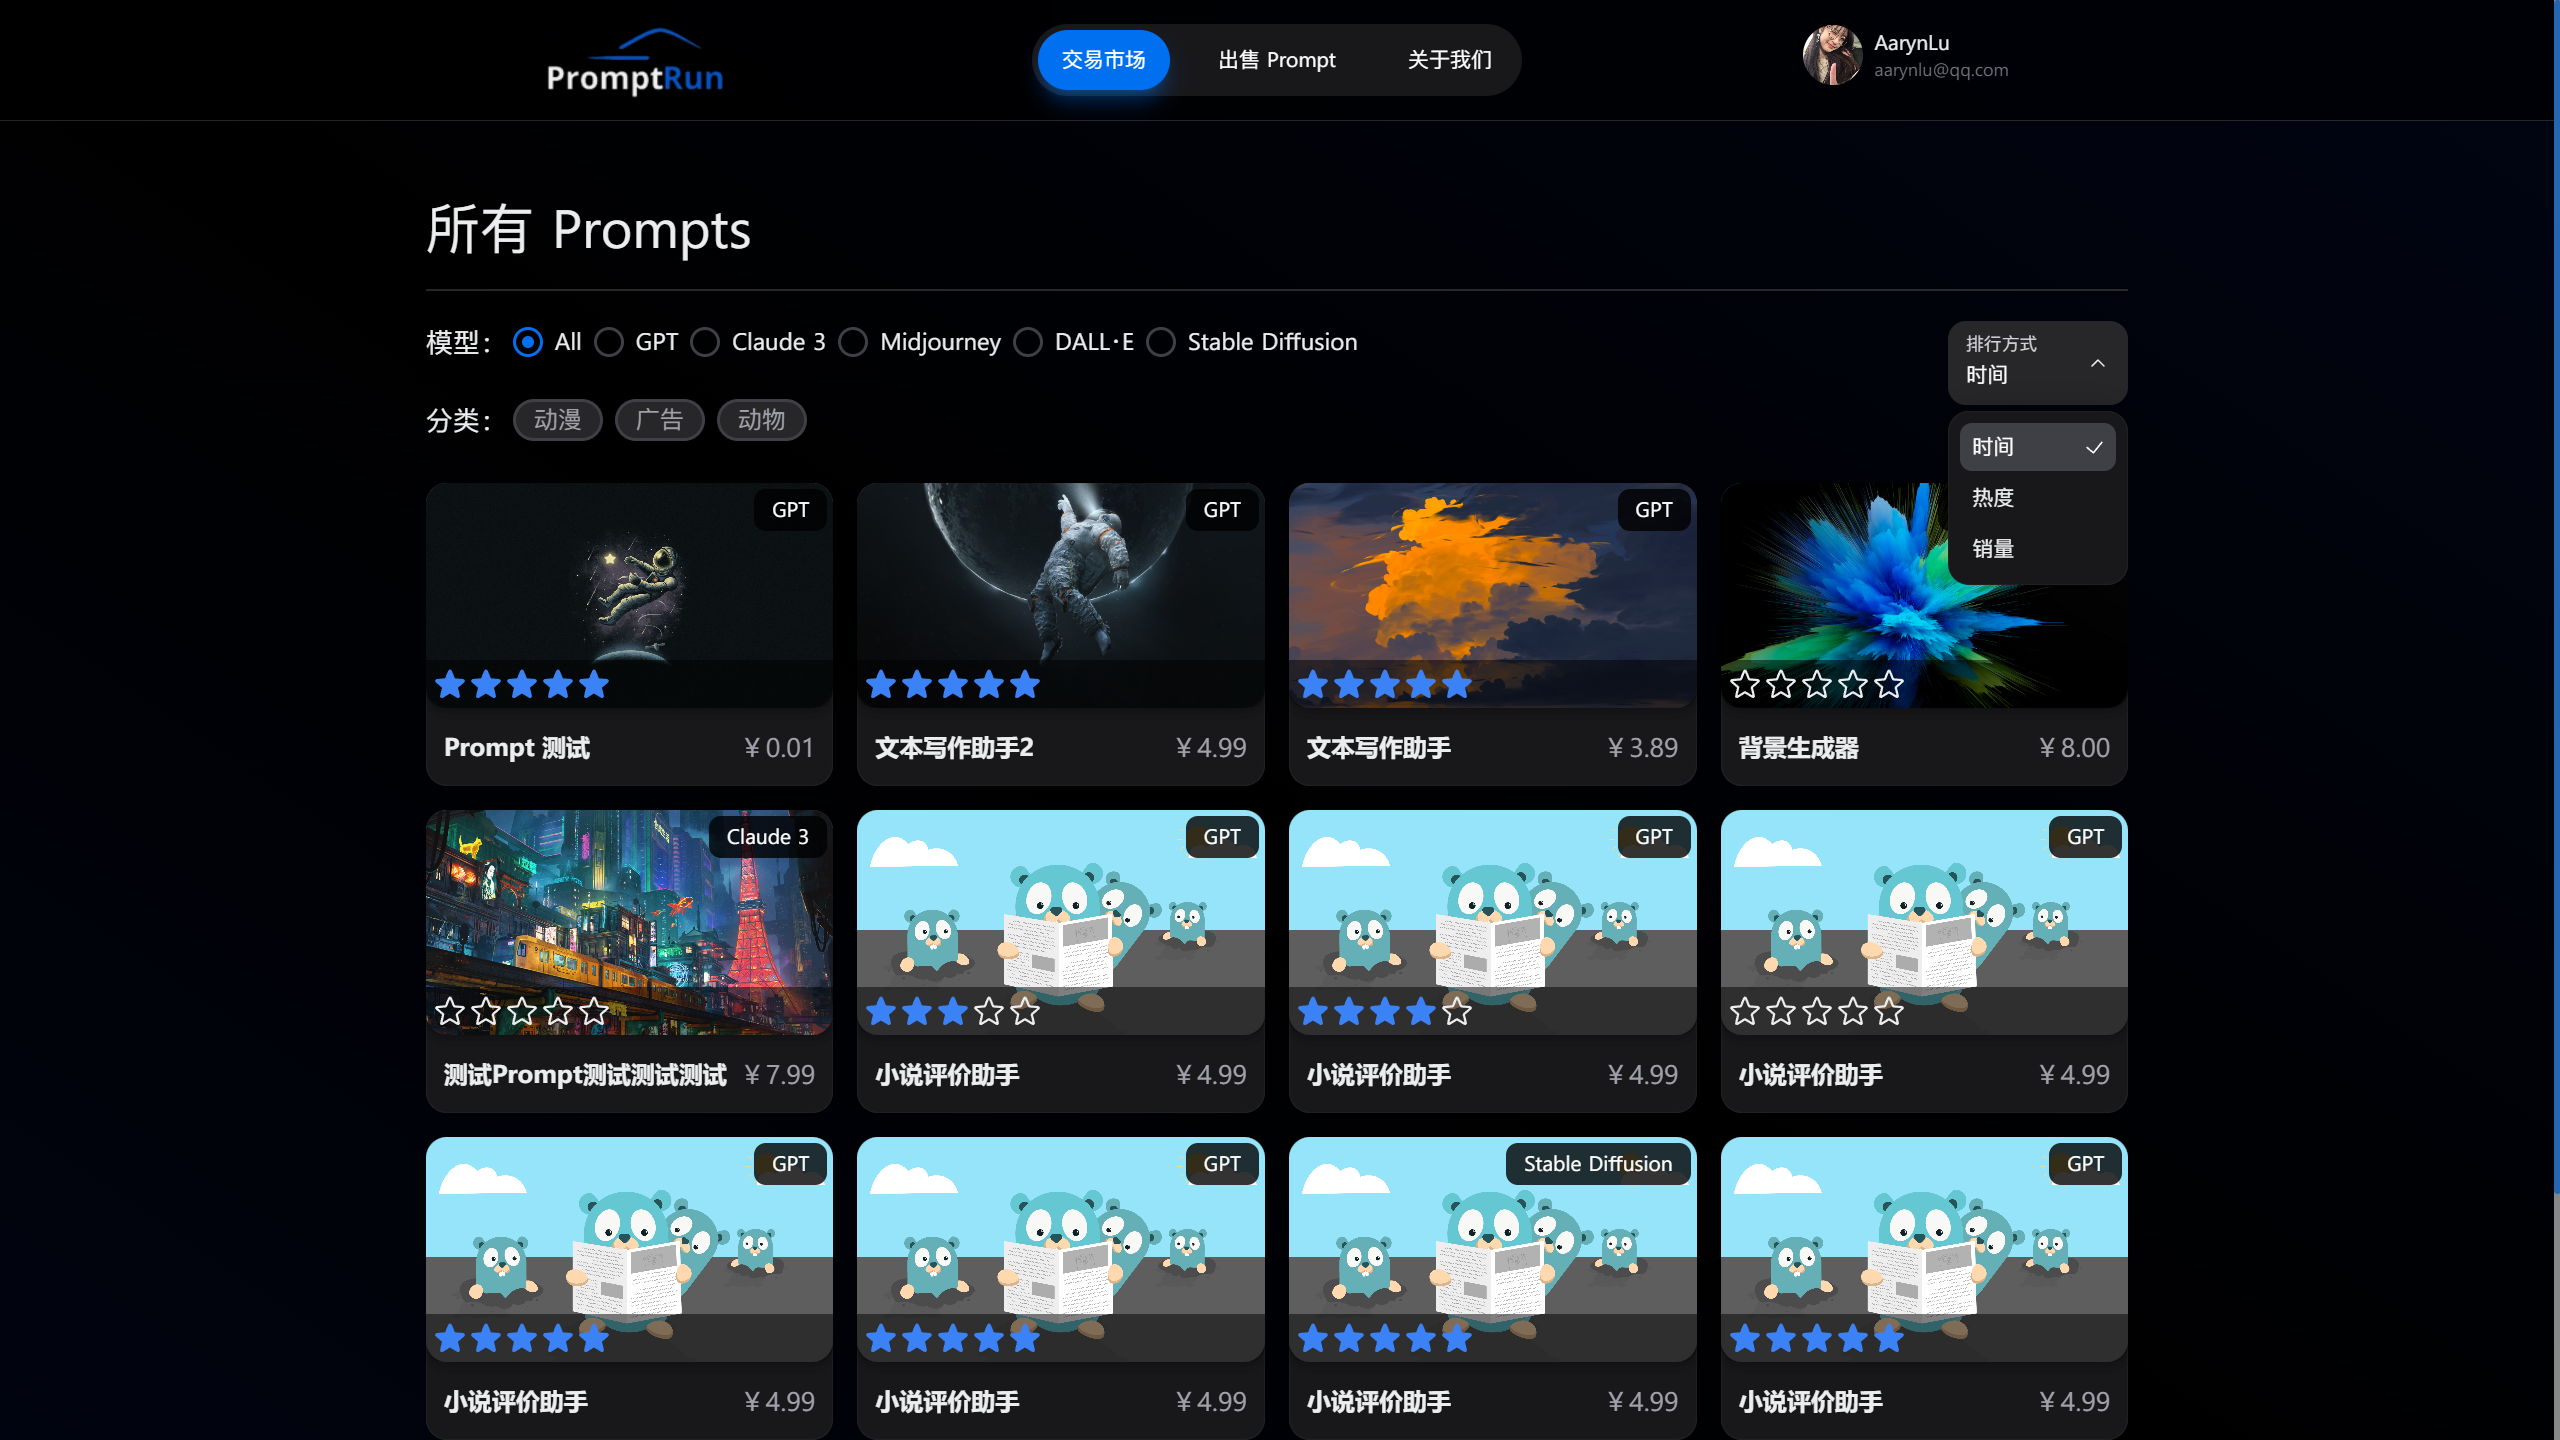 PromptRun
交易市场
出售 Prompt
关于我们
AarynLu
aarynlu@qq.com
所有 Prompts
模型：
All
GPT
Claude 3
Midjourney
DALL·E
Stable Diffusion
排行方式
时间
分类：
动漫
广告
动物
时间
热度
销量
GPT
GPT
GPT
Prompt 测试
¥ 0.01
文本写作助手2
¥ 4.99
文本写作助手
¥ 3.89
背景生成器
¥ 8.00
Claude 3
GPT
GPT
GPT
测试Prompt测试测试测试
¥ 7.99
小说评价助手
¥ 4.99
小说评价助手
¥ 4.99
小说评价助手
¥ 4.99
GPT
GPT
Stable Diffusion
GPT
小说评价助手
¥ 4.99
小说评价助手
¥ 4.99
小说评价助手
¥ 4.99
小说评价助手
¥ 4.99